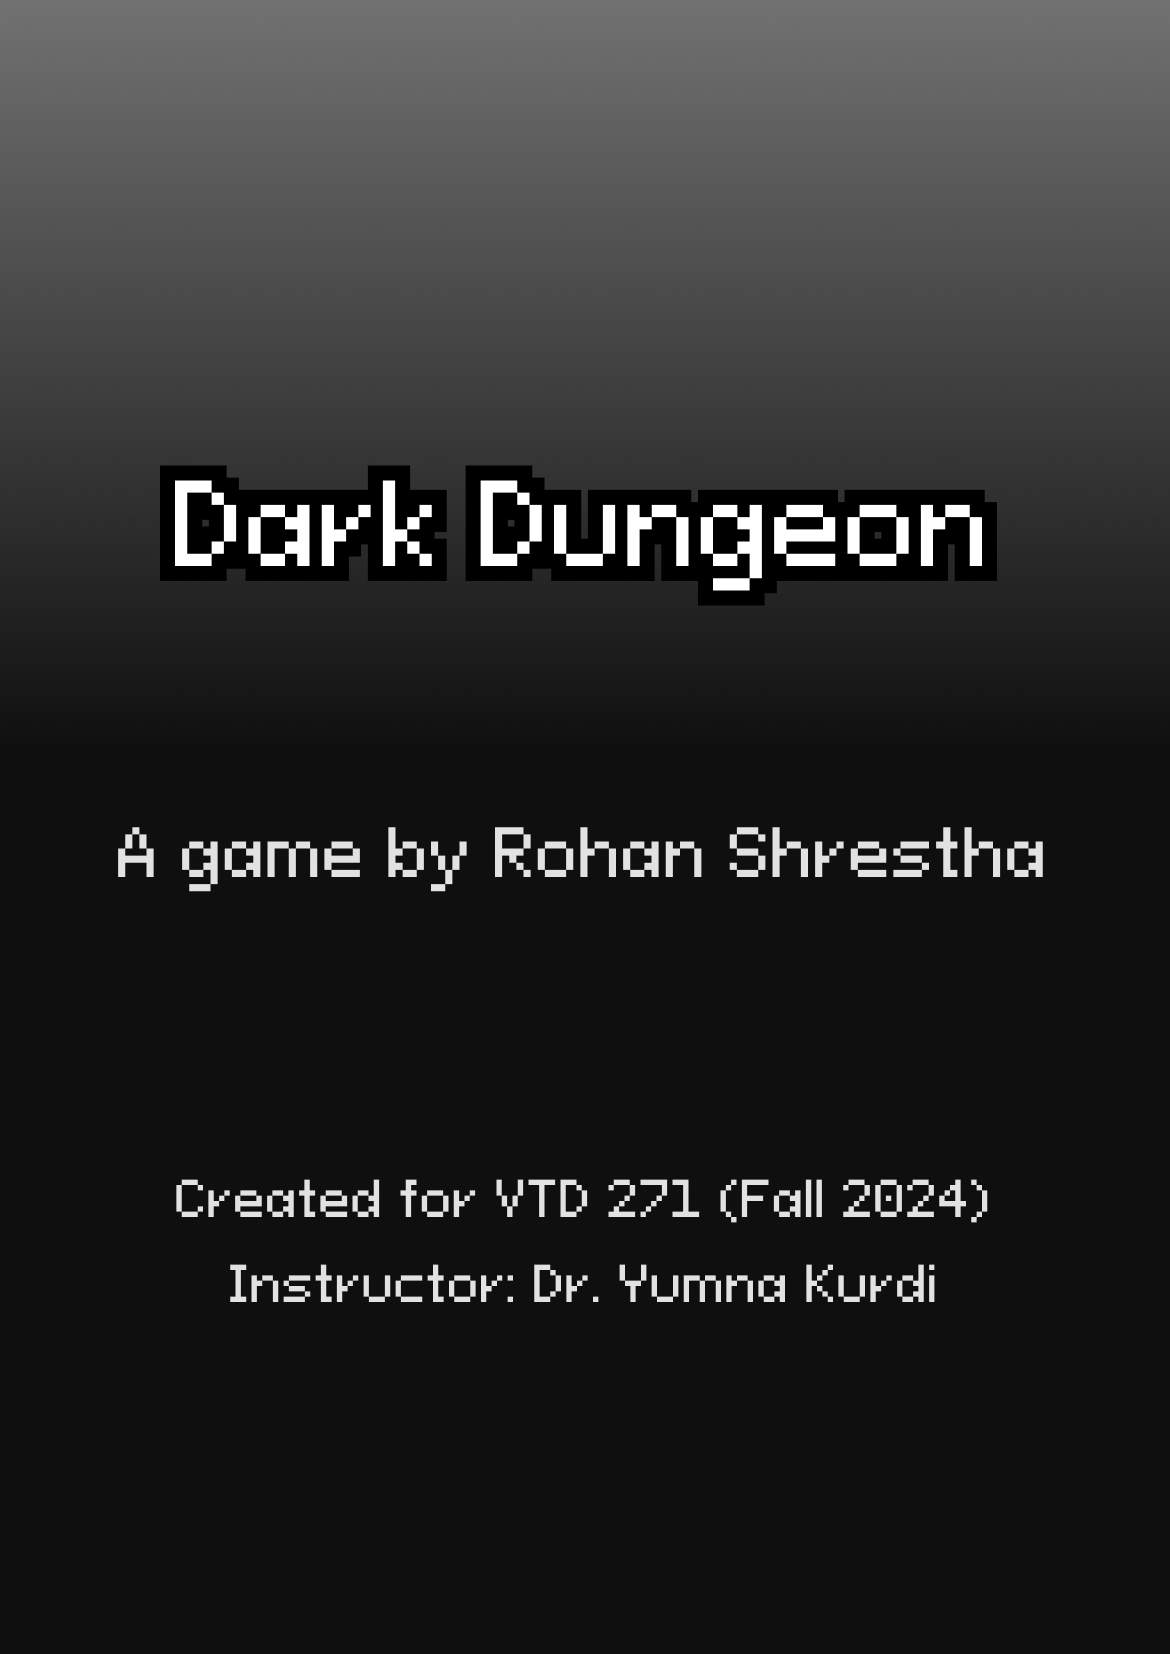 Dark Dungeon
A game by Rohan Shrestha
Created for VTD 271 (Fall 2024)
Instructor: Dr. Yumna Kurdi